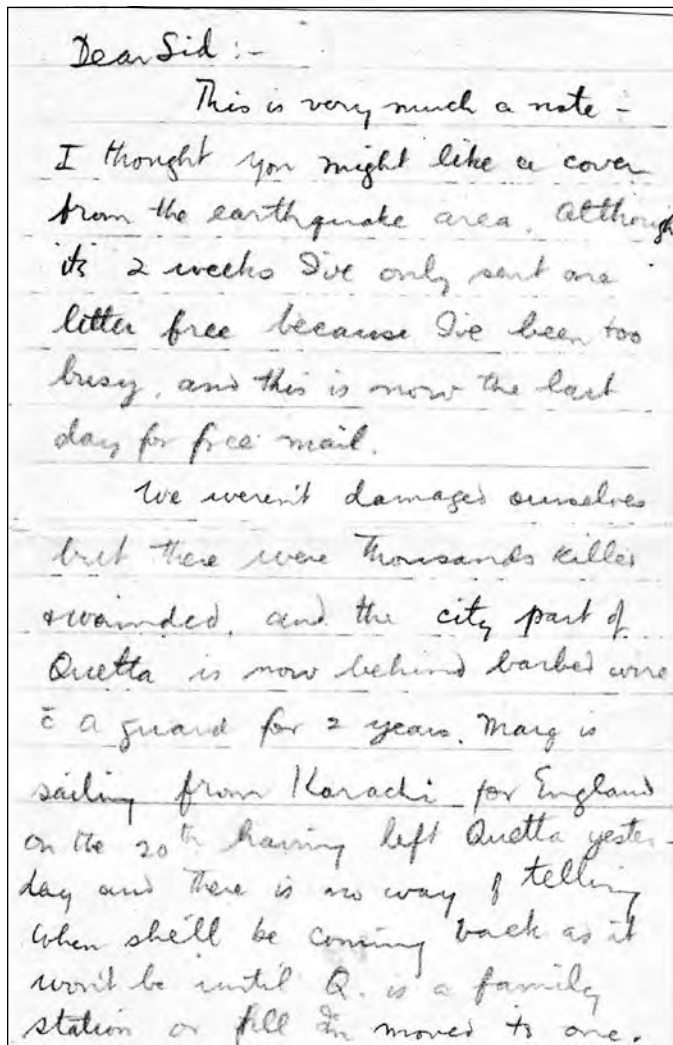 Dear Sid :-
This is very much a note -
I thought you might like a cover
from the earthquake area. Although
its 2 weeks I've only sent one
letter free because I've been too
busy, and this is now the last
day for free mail.
We weren't damaged ourselves
but there were thousands killed
& wounded, and the city part of
Quetta is now behind barbed wire
c̄ a guard for 2 years. Marg is
sailing from Karachi for England
on the 20th having left Quetta yester-
day and there is no way of telling
when she'll be coming back as it
won't be until Q. is a family
station or till I'm moved to one.